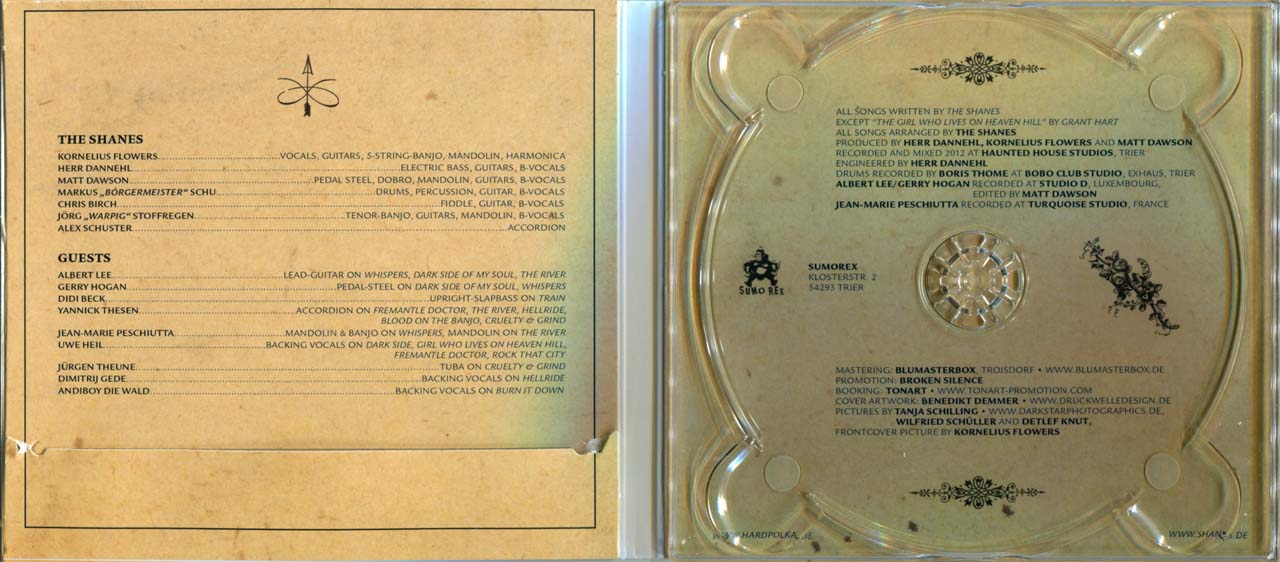 THE SHANES
KORNELIUS FLOWERS....VOCALS, GUITARS, 5-STRING-BANJO, MANDOLIN, HARMONICA
HERR DANNEHL....ELECTRIC BASS, GUITARS, B-VOCALS
MATT DAWSON....PEDAL STEEL, DOBRO, MANDOLIN, GUITARS, B-VOCALS
MARKUS „BÖRGERMEISTER“ SCHU....DRUMS, PERCUSSION, GUITAR, B-VOCALS
CHRIS BIRCH....FIDDLE, GUITAR, B-VOCALS
JÖRG „WARPIG“ STOFFREGEN....TENOR-BANJO, GUITARS, MANDOLIN, B-VOCALS
ALEX SCHUSTER....ACCORDION
GUESTS
ALBERT LEE....LEAD-GUITAR ON WHISPERS, DARK SIDE OF MY SOUL, THE RIVER
GERRY HOGAN....PEDAL-STEEL ON DARK SIDE OF MY SOUL, WHISPERS
DIDI BECK....UPRIGHT-SLAPBASS ON TRAIN
YANNICK THESEN....ACCORDION ON FREMANTLE DOCTOR, THE RIVER, HELLRIDE,
BLOOD ON THE BANJO, CRUELTY & GRIND
JEAN-MARIE PESCHIUTTA....MANDOLIN & BANJO ON WHISPERS, MANDOLIN ON THE RIVER
UWE HEIL....BACKING VOCALS ON DARK SIDE, GIRL WHO LIVES ON HEAVEN HILL,
FREMANTLE DOCTOR, ROCK THAT CITY
JÜRGEN THEUNE....TUBA ON CRUELTY & GRIND
DIMITRIJ GEDE....BACKING VOCALS ON HELLRIDE
ANDIBOY DIE WALD....BACKING VOCALS ON BURN IT DOWN
ALL SONGS WRITTEN BY THE SHANES
EXCEPT “THE GIRL WHO LIVES ON HEAVEN HILL” BY GRANT HART
ALL SONGS ARRANGED BY THE SHANES
PRODUCED BY HERR DANNEHL, KORNELIUS FLOWERS AND MATT DAWSON
RECORDED AND MIXED 2012 AT HAUNTED HOUSE STUDIOS, TRIER
ENGINEERED BY HERR DANNEHL
DRUMS RECORDED BY BORIS THOME AT BOBO CLUB STUDIO, EXHAUS, TRIER
ALBERT LEE/GERRY HOGAN RECORDED AT STUDIO D, LUXEMBOURG,
EDITED BY MATT DAWSON
JEAN-MARIE PESCHIUTTA RECORDED AT TURQUOISE STUDIO, FRANCE
SUMO REX
SUMOREX
KLOSTERSTR. 2
54293 TRIER
MASTERING: BLUMASTERBOX, TROISDORF • WWW.BLUMASTERBOX.DE
PROMOTION: BROKEN SILENCE
BOOKING: TONART • WWW.TONART-PROMOTION.COM
COVER ARTWORK: BENEDIKT DEMMER • WWW.DRUCKWELLEDESIGN.DE
PICTURES BY TANJA SCHILLING • WWW.DARKSTARPHOTOGRAPHICS.DE,
WILFRIED SCHÜLLER AND DETLEF KNUT,
FRONTCOVER PICTURE BY KORNELIUS FLOWERS
WWW.HARDPOLKA.DE
WWW.SHANES.DE